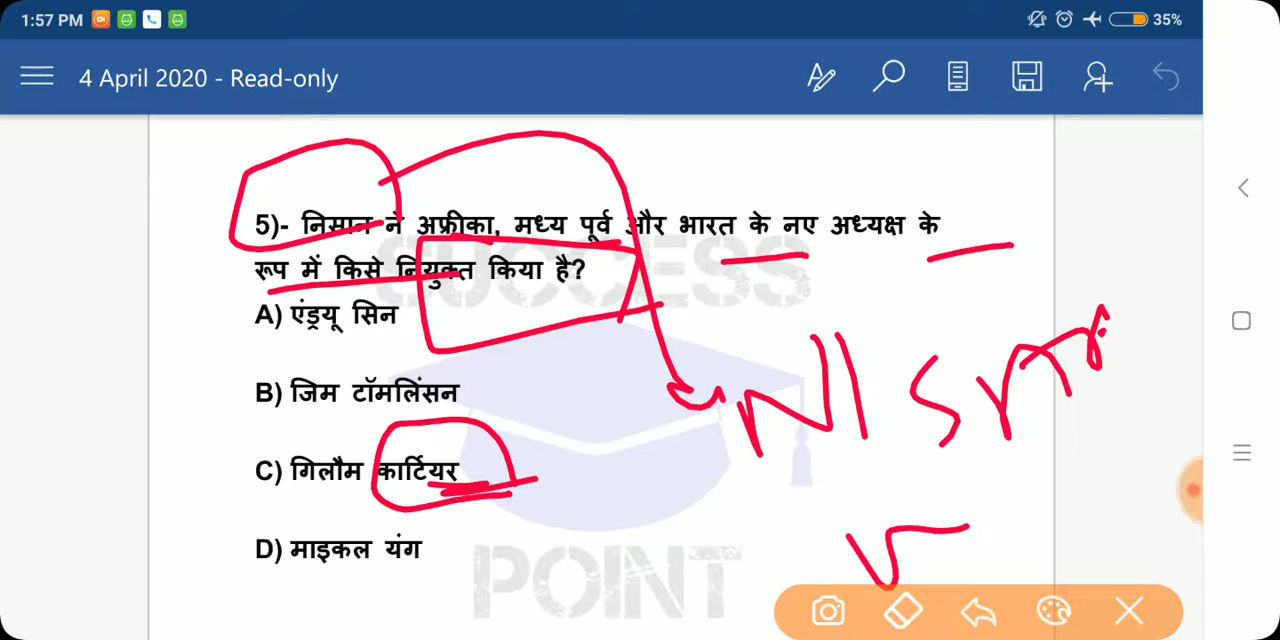 1:57 PM 35%
4 April 2020 - Read-only
5)- निसान ने अफ्रीका, मध्य पूर्व और भारत के नए अध्यक्ष के
रूप में किसे नियुक्त किया है?
A) एंड्रयू सिन
B) जिम टॉमलिंसन
C) गिलौम कार्टियर
D) माइकल यंग
SUCCESS
POINT